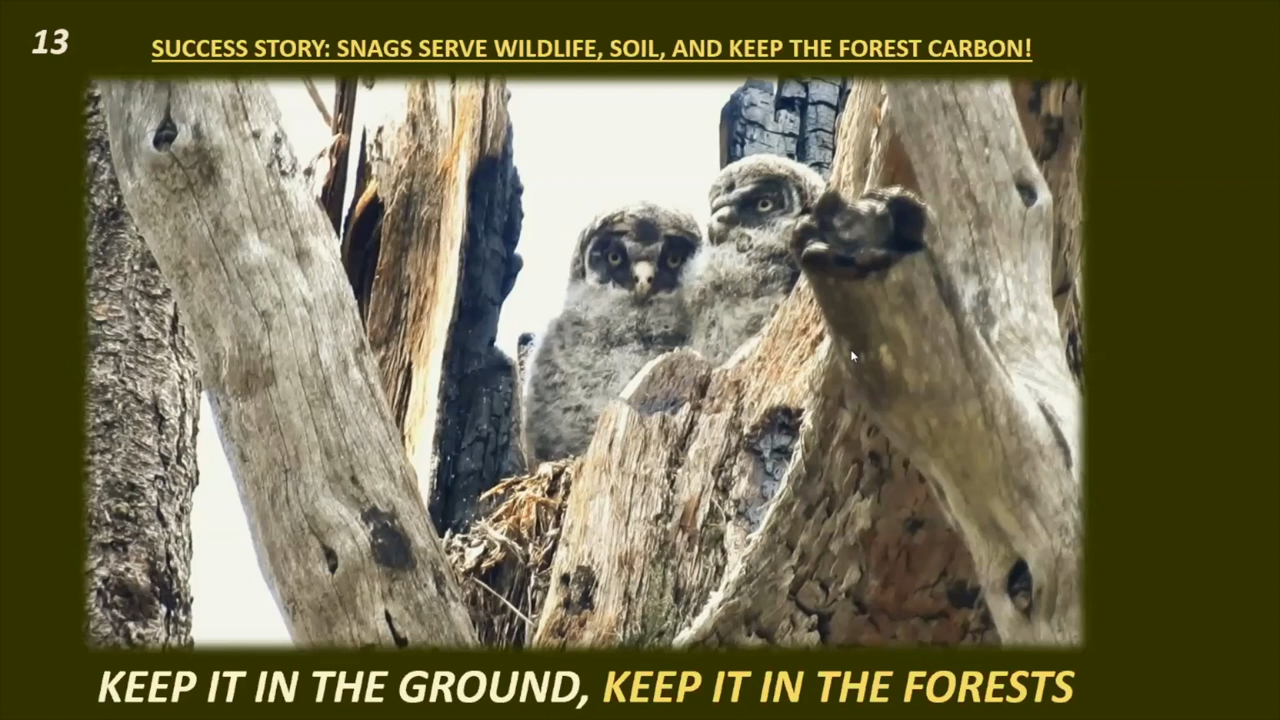 13
SUCCESS STORY: SNAGS SERVE WILDLIFE, SOIL, AND KEEP THE FOREST CARBON!
KEEP IT IN THE GROUND, KEEP IT IN THE FORESTS